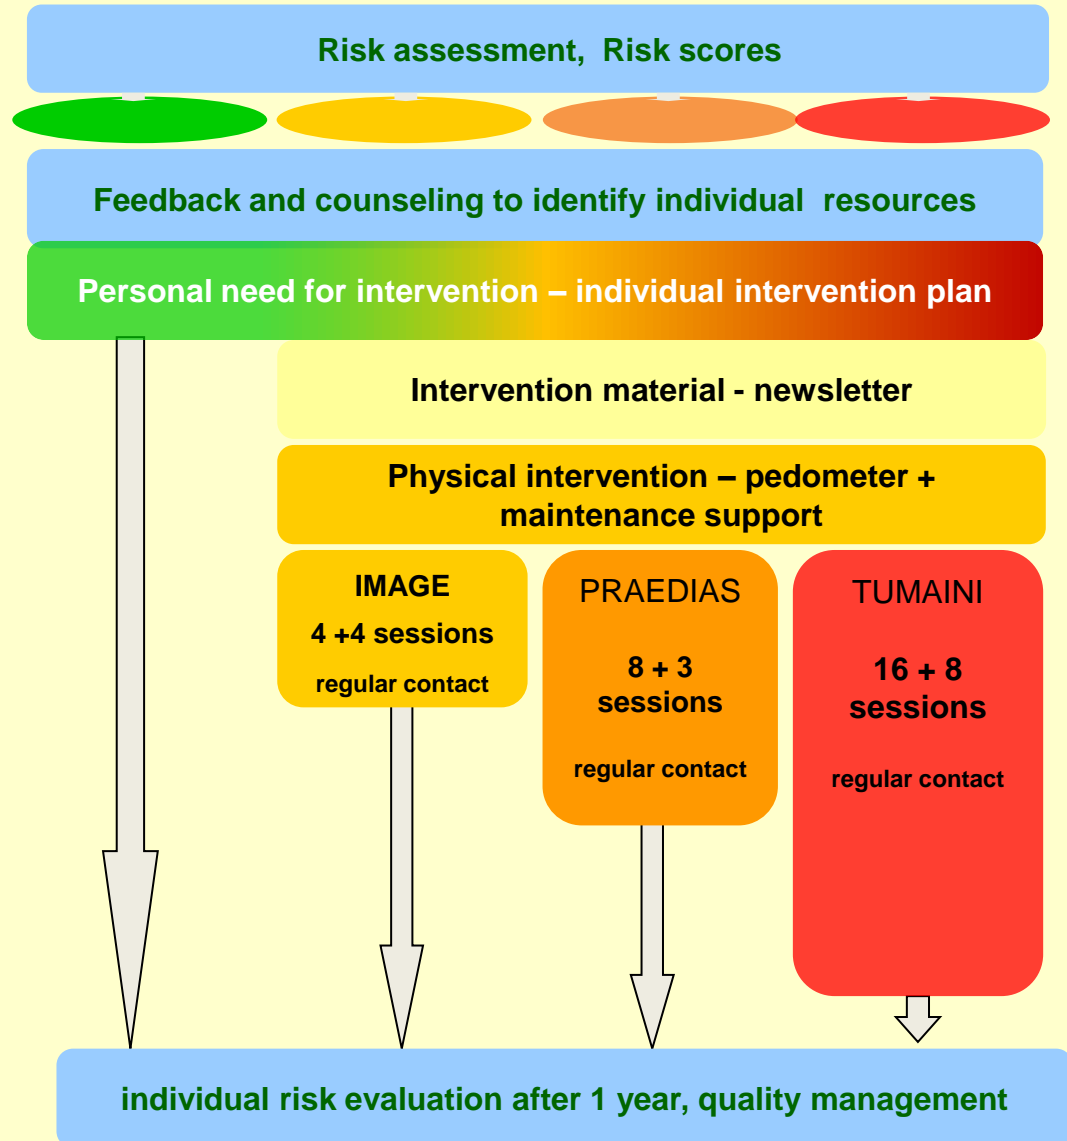 Risk assessment, Risk scores
Feedback and counseling to identify individual resources
Personal need for intervention – individual intervention plan
Intervention material - newsletter
Physical intervention – pedometer +
maintenance support
IMAGE
4 +4 sessions
regular contact
PRAEDIAS
8 + 3
sessions
regular contact
TUMAINI
16 + 8
sessions
regular contact
individual risk evaluation after 1 year, quality management